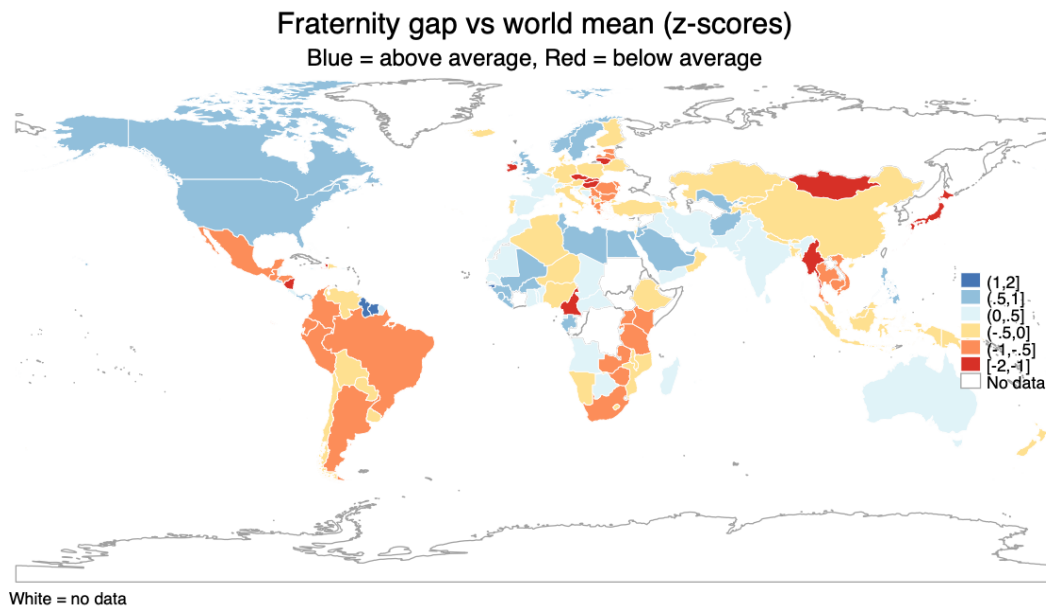 Fraternity gap vs world mean (z-scores)
Blue = above average, Red = below average
(1,2]
(.5,1]
(0,.5]
(-.5,0]
(-1,-.5]
[-2,-1]
No data
White = no data